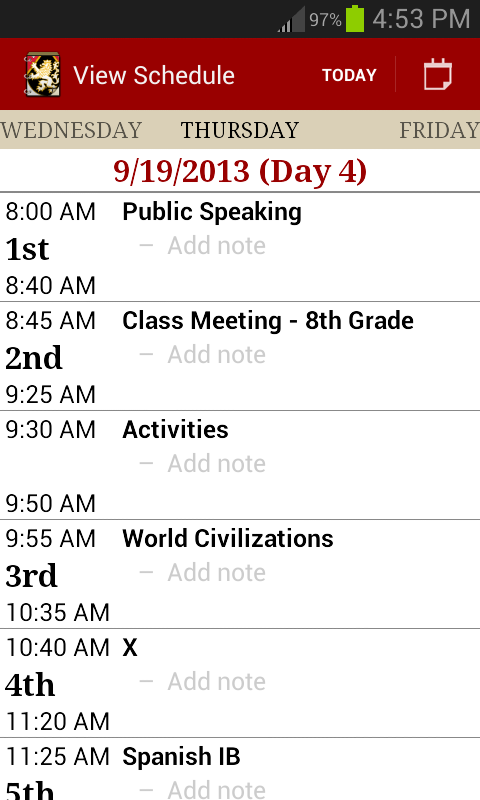 97% 4:53 PM
View Schedule TODAY
WEDNESDAY THURSDAY FRIDAY
9/19/2013 (Day 4)
8:00 AM Public Speaking
1st – Add note
8:40 AM
8:45 AM Class Meeting - 8th Grade
2nd – Add note
9:25 AM
9:30 AM Activities
– Add note
9:50 AM
9:55 AM World Civilizations
3rd – Add note
10:35 AM
10:40 AM X
4th – Add note
11:20 AM
11:25 AM Spanish IB
5th – Add note